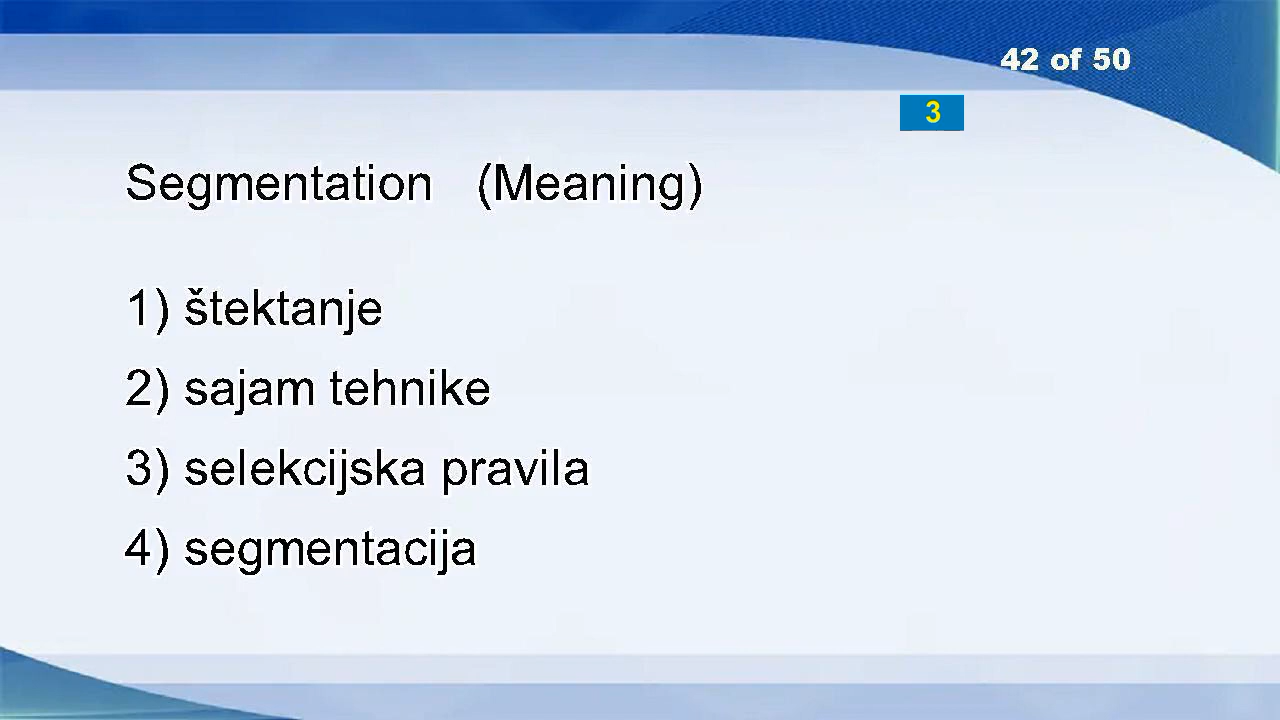 42 of 50
3
Segmentation (Meaning)
1) štektanje
2) sajam tehnike
3) selekcijska pravila
4) segmentacija